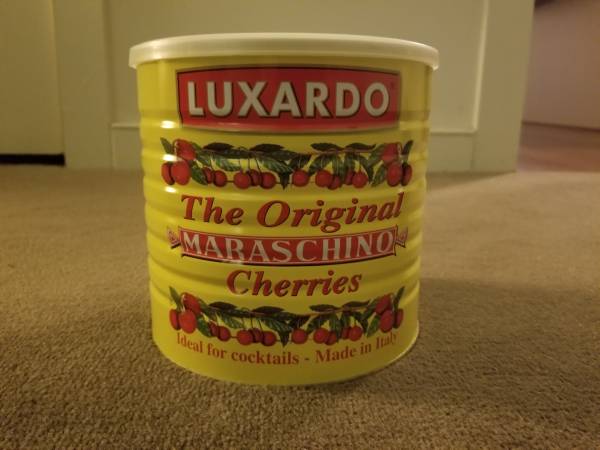 LUXARDO
The Original
MARASCHINO
Cherries
Ideal for cocktails - Made in Italy